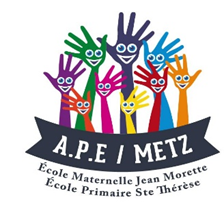 A.P.E / METZ
École Maternelle Jean Morette
École Primaire Ste Thérèse